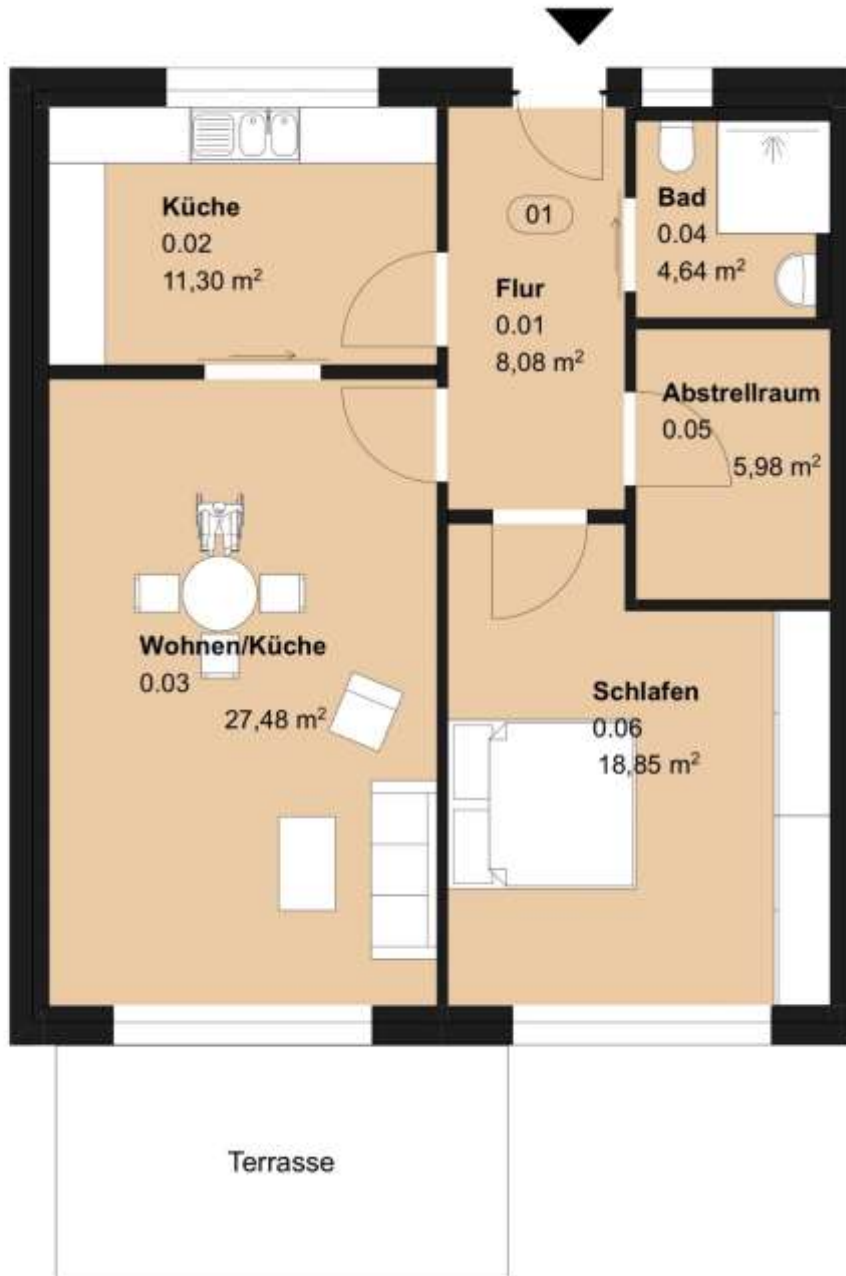 Küche
0.02
11,30 m²
01
Flur
0.01
8,08 m²
Bad
0.04
4,64 m²
Abstrellraum
0.05
5,98 m²
Wohnen/Küche
0.03
27,48 m²
Schlafen
0.06
18,85 m²
Terrasse